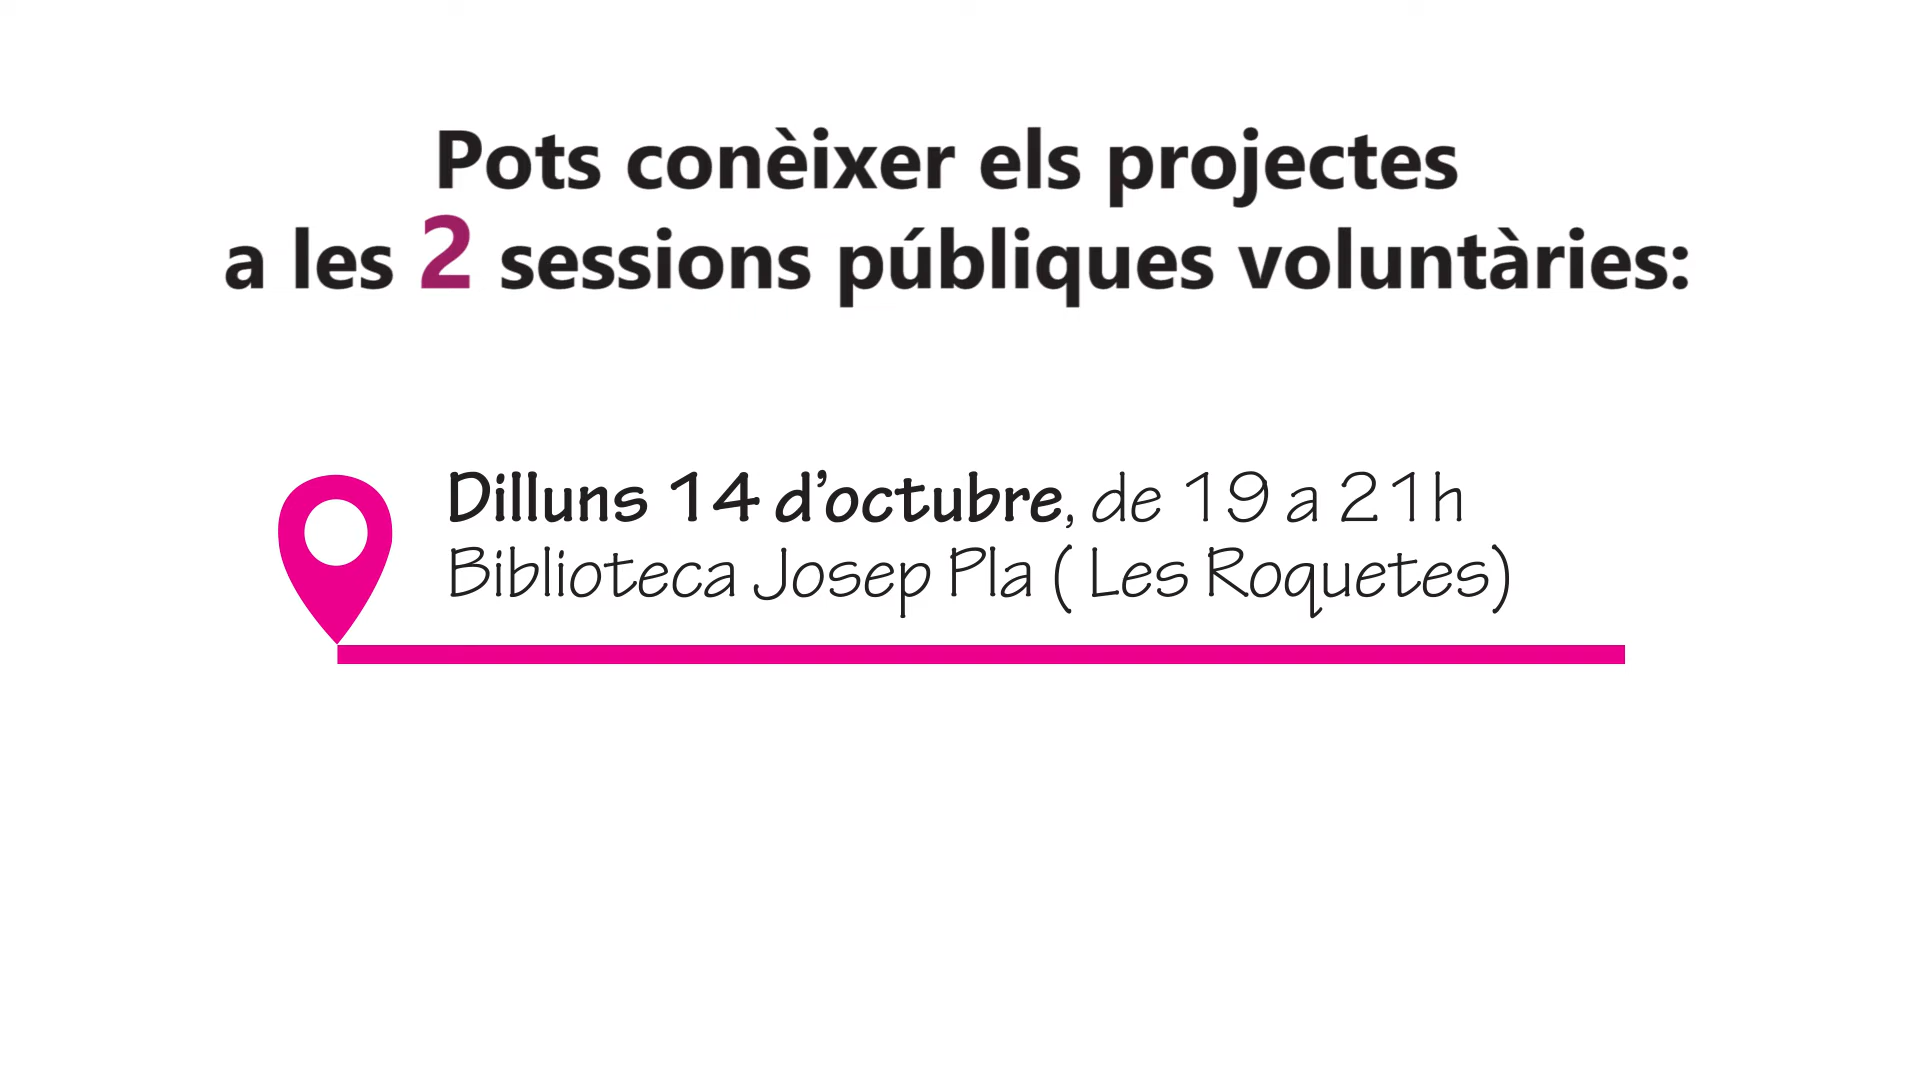 Pots conèixer els projectes
a les 2 sessions públiques voluntàries:
Dilluns 14 d’octubre, de 19 a 21h
Biblioteca Josep Pla ( Les Roquetes)